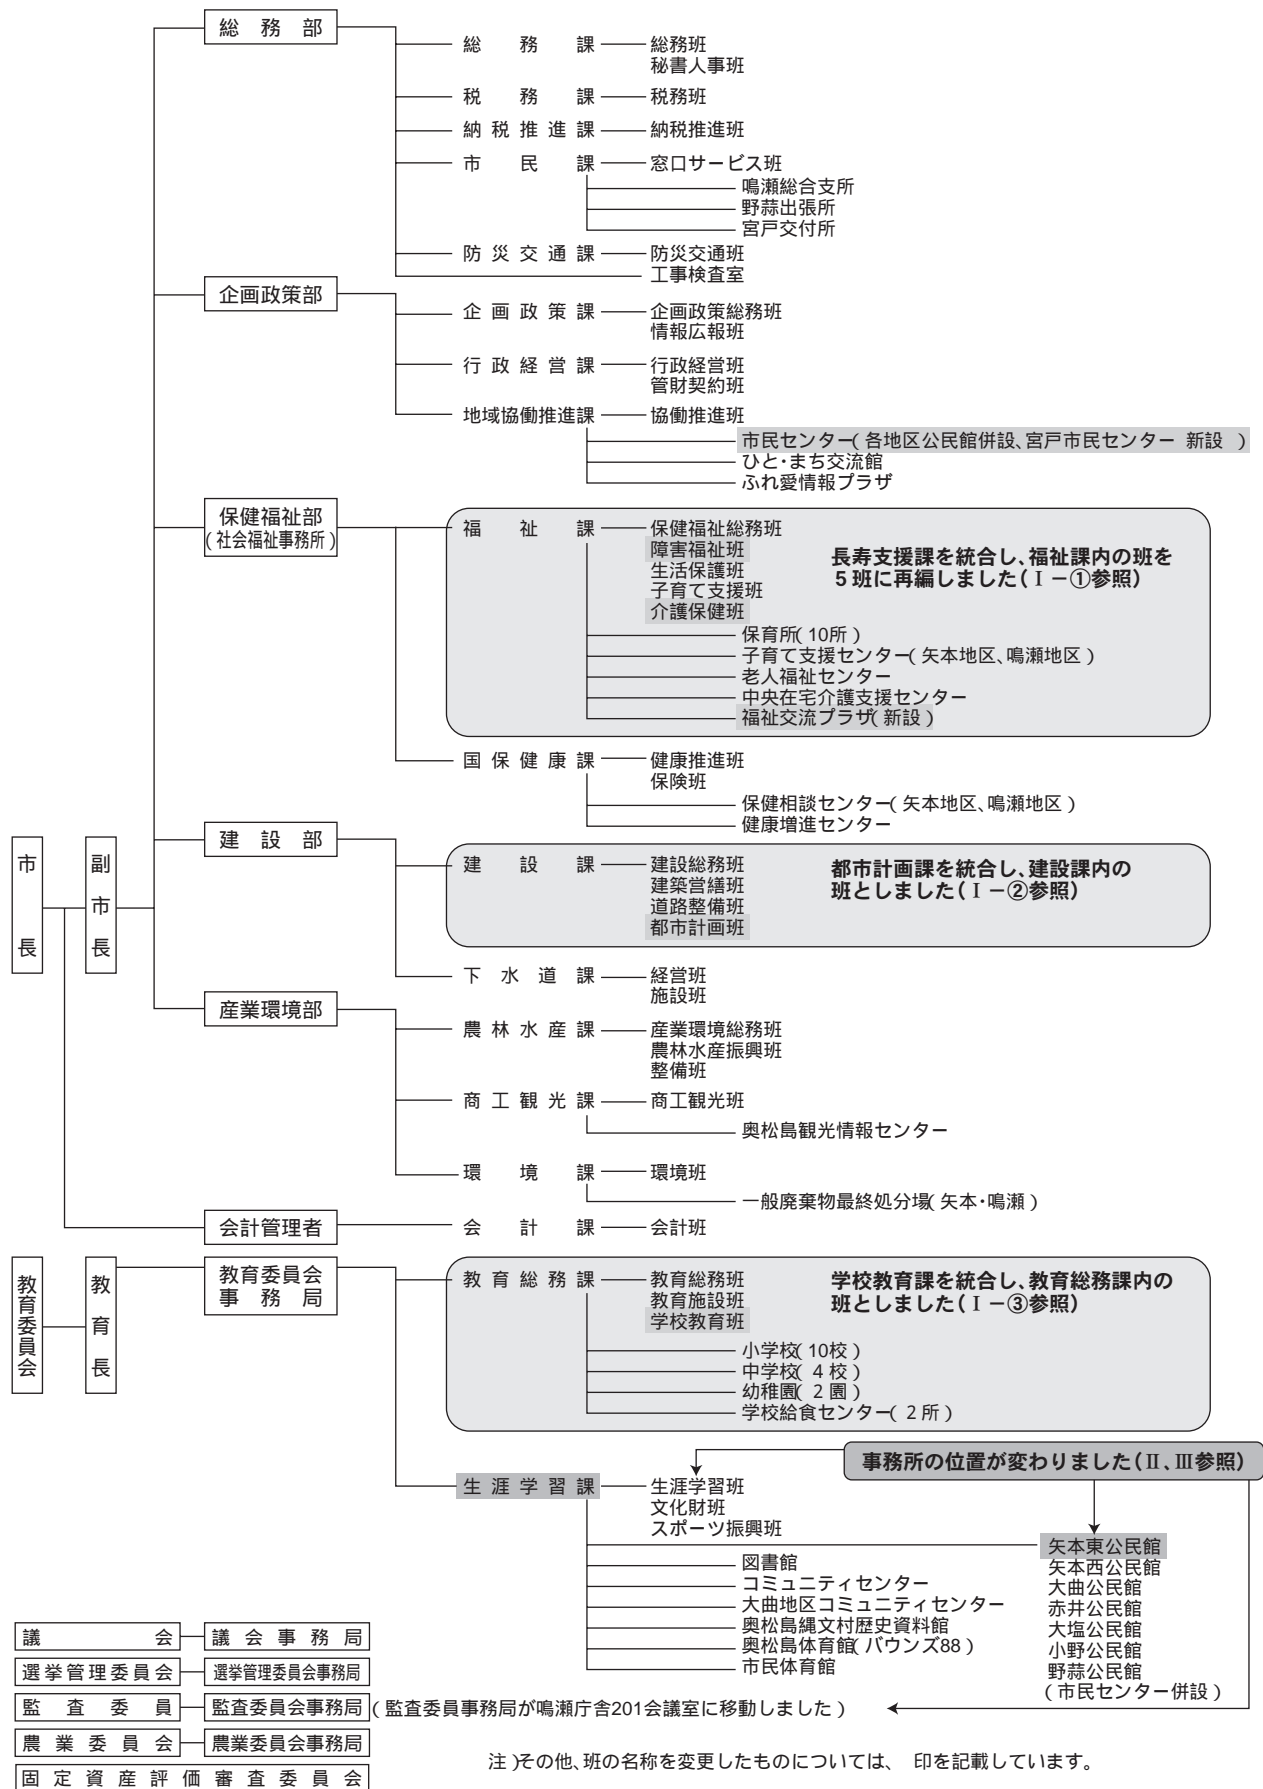 総務部
総務課 総務班
秘書人事班
税務課 税務班
納税推進課 納税推進班
市民課 窓口サービス班
鳴瀬総合支所
野蒜出張所
宮戸交付所
防災交通課 防災交通班
工事検査室
企画政策部
企画政策課 企画政策総務班
情報広報班
行政経営課 行政経営班
管財契約班
地域協働推進課 協働推進班
市民センター(各地区公民館併設、宮戸市民センター 新設)
ひと・まち交流館
ふれ愛情報プラザ
保健福祉部
(社会福祉事務所)
福祉課 保健福祉総務班
障害福祉班
生活保護班
子育て支援班
介護保健班
長寿支援課を統合し、福祉課内の班を
5班に再編しました(Ⅰ−①参照)
保育所(10所)
子育て支援センター(矢本地区、鳴瀬地区)
老人福祉センター
中央在宅介護支援センター
福祉交流プラザ(新設)
国保健康課 健康推進班
保険班
保健相談センター(矢本地区、鳴瀬地区)
健康増進センター
市長
副市長
建設部
建設課 建設総務班
建築営繕班
道路整備班
都市計画班
都市計画課を統合し、建設課内の
班としました(Ⅰ−②参照)
下水道課 経営班
施設班
産業環境部
農林水産課 産業環境総務班
農林水産振興班
整備班
商工観光課 商工観光班
奥松島観光情報センター
環境課 環境班
一般廃棄物最終処分場(矢本・鳴瀬)
会計管理者 会計課 会計班
教育委員会
教育長
教育委員会
事務局
教育総務課 教育総務班
教育施設班
学校教育班
学校教育課を統合し、教育総務課内の
班としました(Ⅰ−③参照)
小学校(10校)
中学校(4校)
幼稚園(2園)
学校給食センター(2所)
事務所の位置が変わりました(Ⅱ、Ⅲ参照)
生涯学習課 生涯学習班
文化財班
スポーツ振興班
図書館
コミュニティセンター
大曲地区コミュニティセンター
奥松島縄文村歴史資料館
奥松島体育館(バウンズ88)
市民体育館
矢本東公民館
矢本西公民館
大曲公民館
赤井公民館
大塩公民館
小野公民館
野蒜公民館
(市民センター併設)
議会 議会事務局
選挙管理委員会 選挙管理委員会事務局
監査委員 監査委員会事務局(監査委員事務局が鳴瀬庁舎201会議室に移動しました)
農業委員会 農業委員会事務局
固定資産評価審査委員会
注)その他、班の名称を変更したものについては、 印を記載しています。